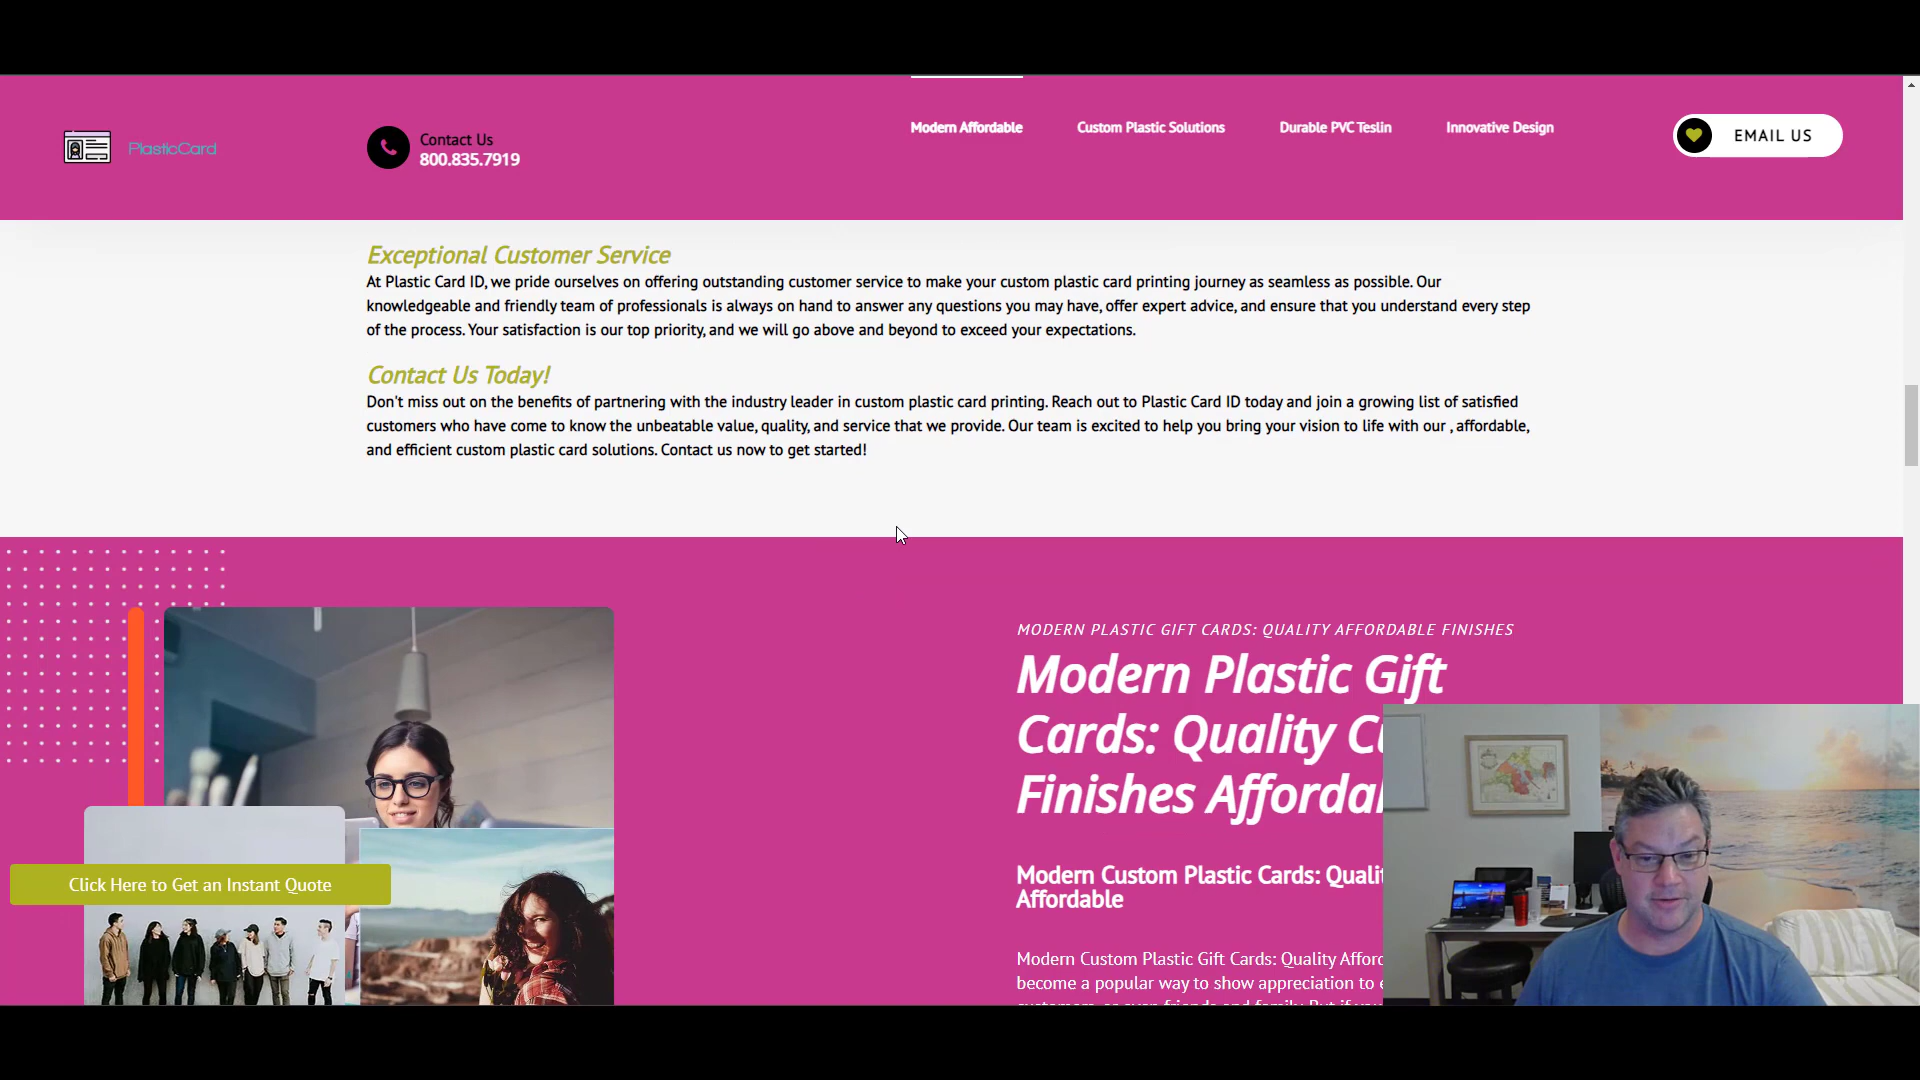 PlasticCard
Contact Us
800.835.7919
Modern Affordable
Custom Plastic Solutions
Durable PVC Teslin
Innovative Design
EMAIL US
Exceptional Customer Service
At Plastic Card ID, we pride ourselves on offering outstanding customer service to make your custom plastic card printing journey as seamless as possible. Our
knowledgeable and friendly team of professionals is always on hand to answer any questions you may have, offer expert advice, and ensure that you understand every step
of the process. Your satisfaction is our top priority, and we will go above and beyond to exceed your expectations.
Contact Us Today!
Don't miss out on the benefits of partnering with the industry leader in custom plastic card printing. Reach out to Plastic Card ID today and join a growing list of satisfied
customers who have come to know the unbeatable value, quality, and service that we provide. Our team is excited to help you bring your vision to life with our , affordable,
and efficient custom plastic card solutions. Contact us now to get started!
MODERN PLASTIC GIFT CARDS: QUALITY AFFORDABLE FINISHES
Modern Plastic Gift
Cards: Quality
Finishes
Modern Custom Plastic Cards:
Affordable
Modern Custom Plastic Gift Cards: Quality
become a popular way to show appreciation to
Click Here to Get an Instant Quote